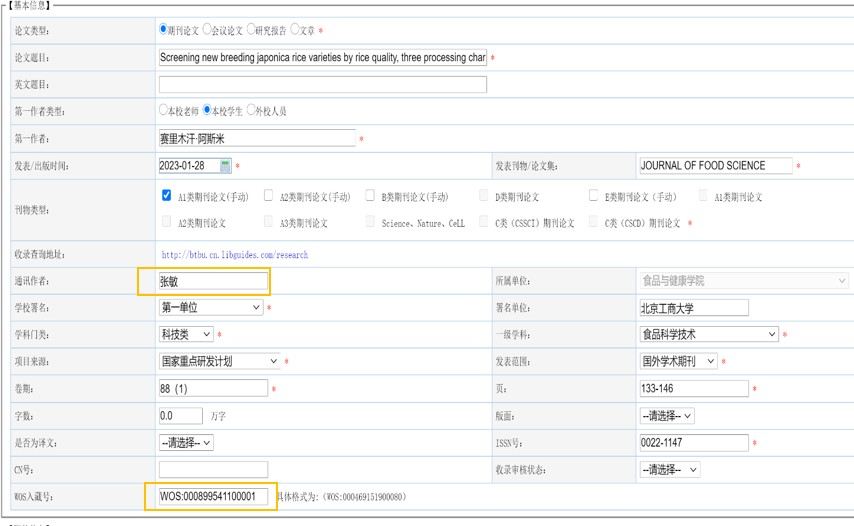 【基本信息】
论文类型： 期刊论文 会议论文 研究报告 文章 *
论文题目： Screening new breeding japonica rice varieties by rice quality, three processing char *
英文题目：
第一作者类型： 本校老师 本校学生 外校人员
第一作者： 赛里木汗·阿斯米 *
发表/出版时间： 2023-01-28 * 发表刊物/论文集： JOURNAL OF FOOD SCIENCE *
刊物类型： A1类期刊论文(手动) A2类期刊论文(手动) B类期刊论文(手动) D类期刊论文 E类期刊论文（手动） A1类期刊论文
A2类期刊论文 A3类期刊论文 Science、Nature、CeLL C类（CSSCI）期刊论文 C类（CSCD）期刊论文 *
收录查询地址： http://btbu.cn.libguides.com/research
通讯作者： 张敏 所属单位： 食品与健康学院
学校署名： 第一单位 * 署名单位： 北京工商大学
学科门类： 科技类 * 一级学科： 食品科学技术 *
项目来源： 国家重点研发计划 * 发表范围： 国外学术期刊 *
卷期： 88（1） * 页： 133-146 *
字数： 0.0 万字 版面： --请选择--
是否为译文： --请选择-- ISSN号： 0022-1147 *
CN号： 收录审核状态： --请选择--
WOS入藏号： WOS:000899541100001 具体格式为:（WOS:000469151900080）